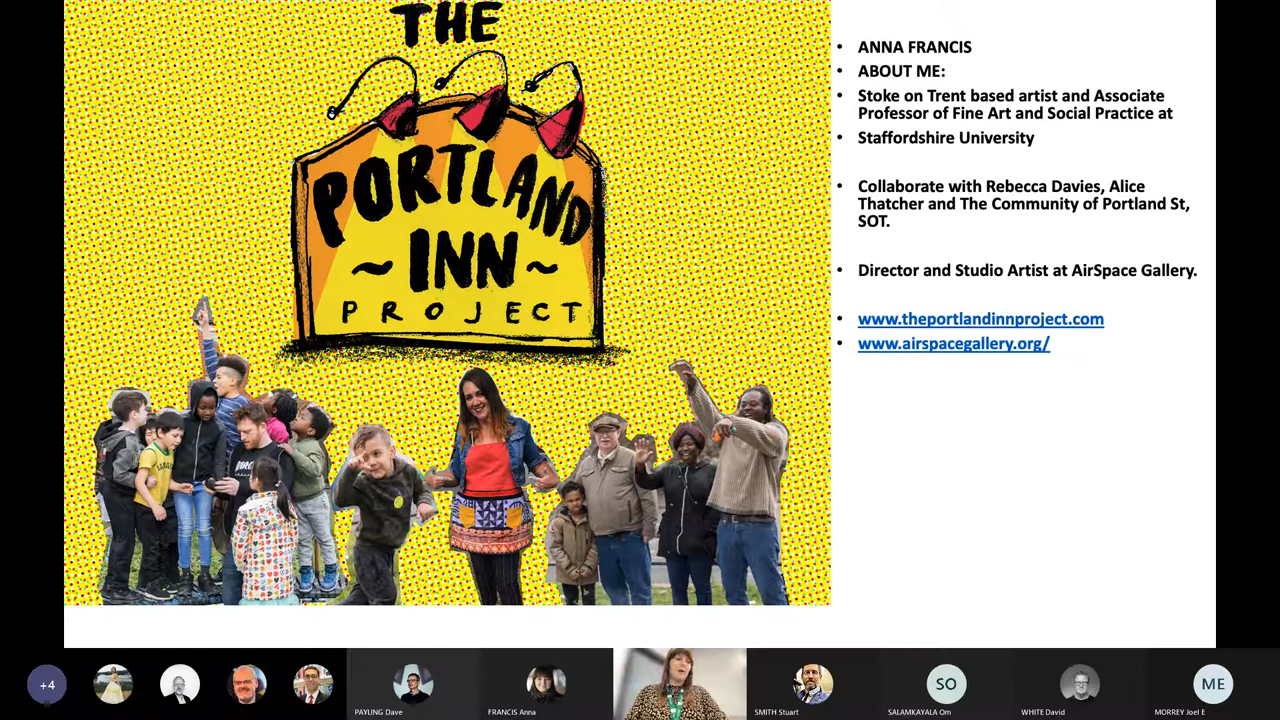 THE
PORTLAND
~ INN ~
PROJECT
• ANNA FRANCIS
• ABOUT ME:
• Stoke on Trent based artist and Associate
Professor of Fine Art and Social Practice at
• Staffordshire University
• Collaborate with Rebecca Davies, Alice
Thatcher and The Community of Portland St,
SOT.
• Director and Studio Artist at AirSpace Gallery.
• www.theportlandinnproject.com
• www.airspacegallery.org/
+4
SO
ME
PAYLING Dave
FRANCIS Anna
SMITH Stuart
SALAMKAYALA Om
WHITE David
MORREY Joel E